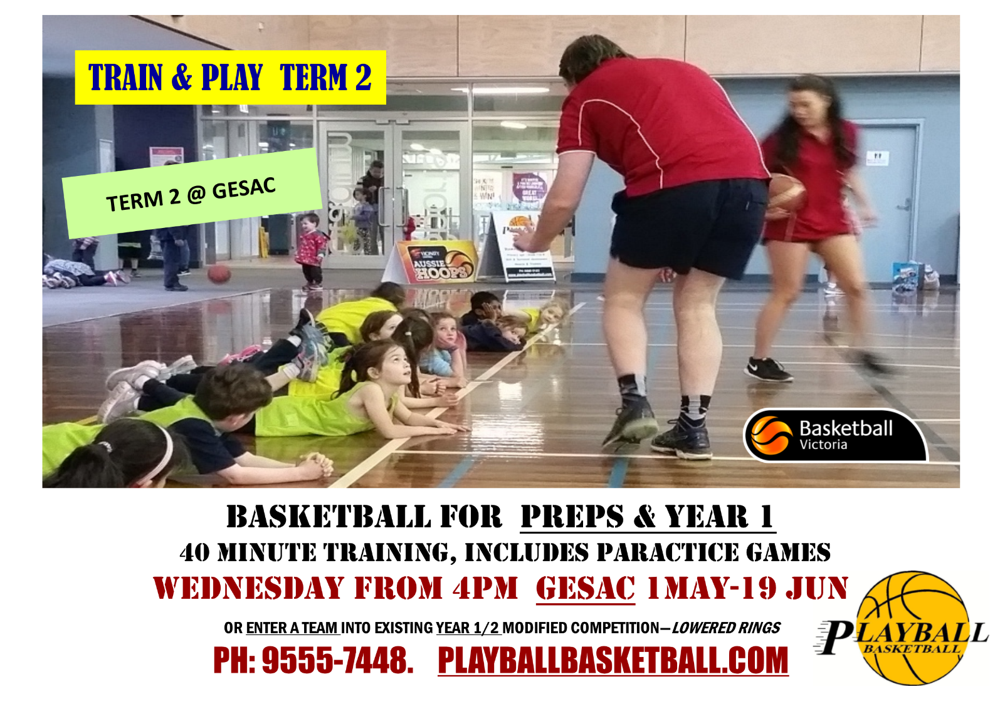 TRAIN & PLAY TERM 2
TERM 2 @ GESAC
VICINITY
AUSSIE
HOOPS
Basketball
Victoria
BASKETBALL FOR PREPS & YEAR 1
40 MINUTE TRAINING, INCLUDES PARACTICE GAMES
WEDNESDAY FROM 4PM GESAC 1MAY-19 JUN
OR ENTER A TEAM INTO EXISTING YEAR 1/2 MODIFIED COMPETITION—LOWERED RINGS
PH: 9555-7448. PLAYBALLBASKETBALL.COM
PLAYBALL
BASKETBALL